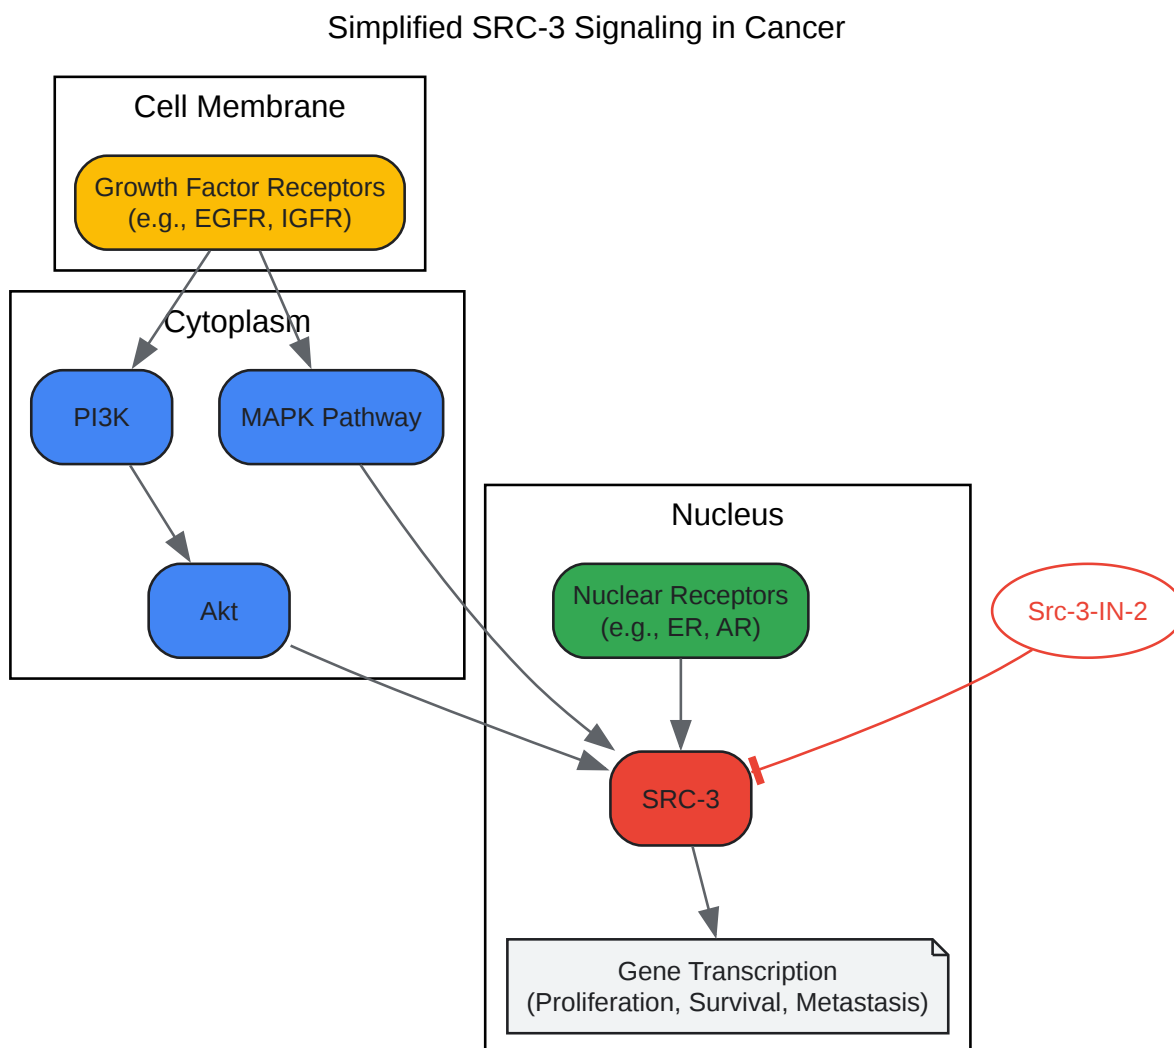 Simplified SRC-3 Signaling in Cancer
Cell Membrane
Growth Factor Receptors
(e.g., EGFR, IGFR)
Cytoplasm
PI3K
MAPK Pathway
Akt
Nucleus
Nuclear Receptors
(e.g., ER, AR)
Src-3-IN-2
SRC-3
Gene Transcription
(Proliferation, Survival, Metastasis)